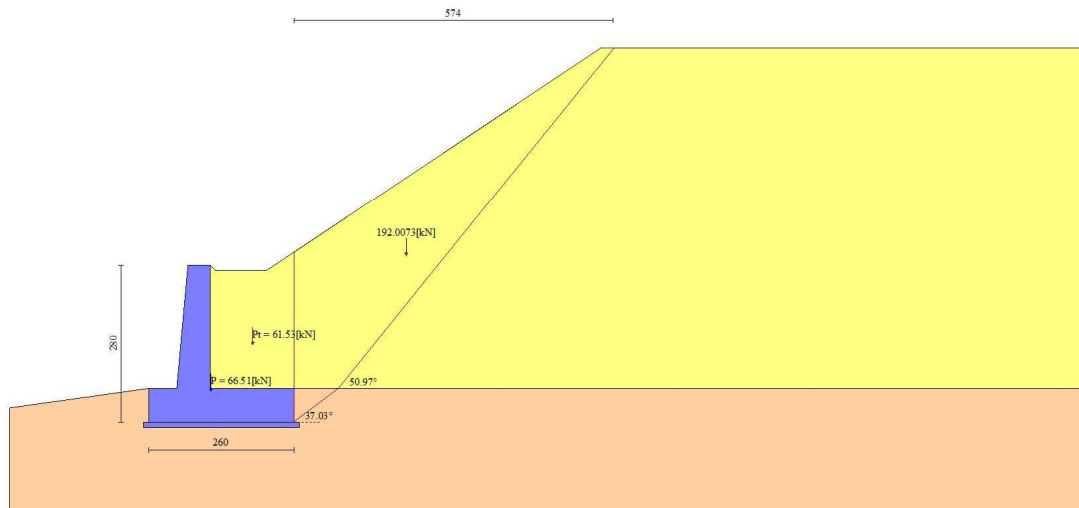 574
192.0073[kN]
280
Pt = 61.53[kN]
P = 66.51[kN]
50.97°
37.03°
260